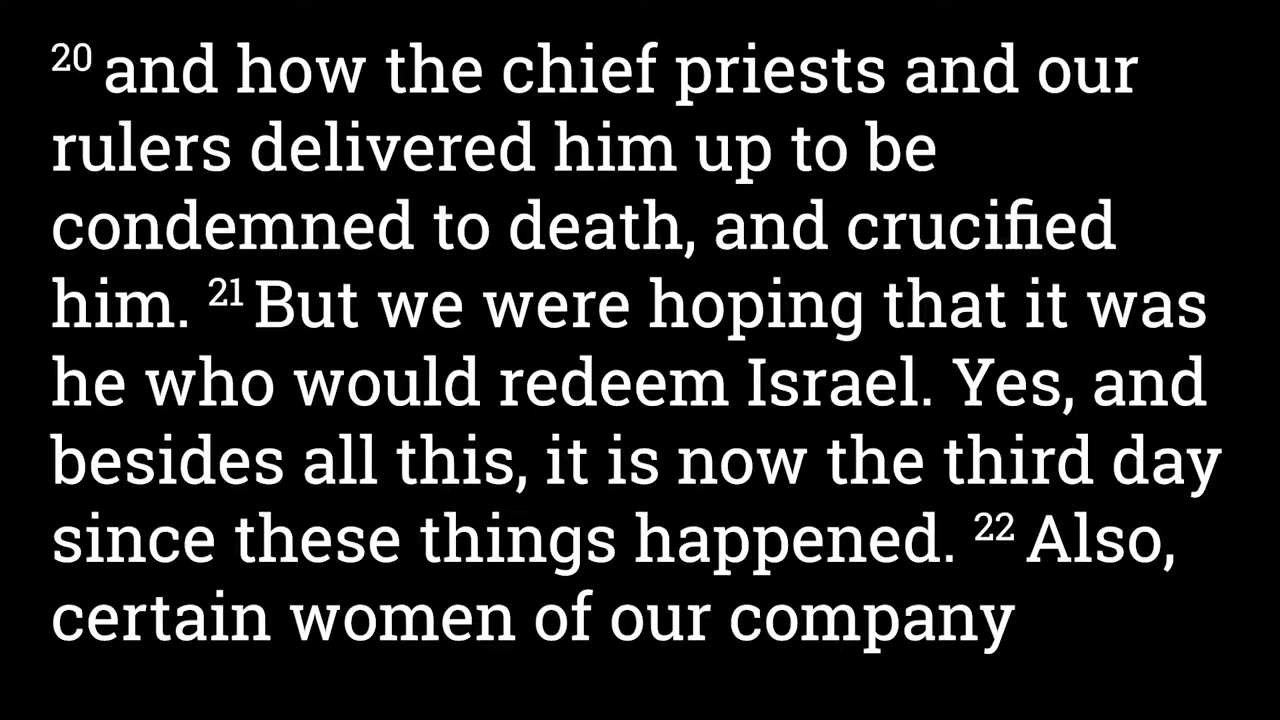 20 and how the chief priests and our
rulers delivered him up to be
condemned to death, and crucified
him. 21 But we were hoping that it was
he who would redeem Israel. Yes, and
besides all this, it is now the third day
since these things happened. 22 Also,
certain women of our company